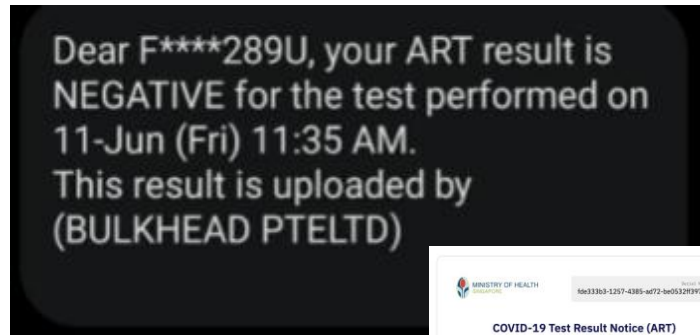 Dear F****289U, your ART result is
NEGATIVE for the test performed on
11-Jun (Fri) 11:35 AM.
This result is uploaded by
(BULKHEAD PTELTD)
MINISTRY OF HEALTH
SINGAPORE
COVID-19 Test Result Notice (ART)